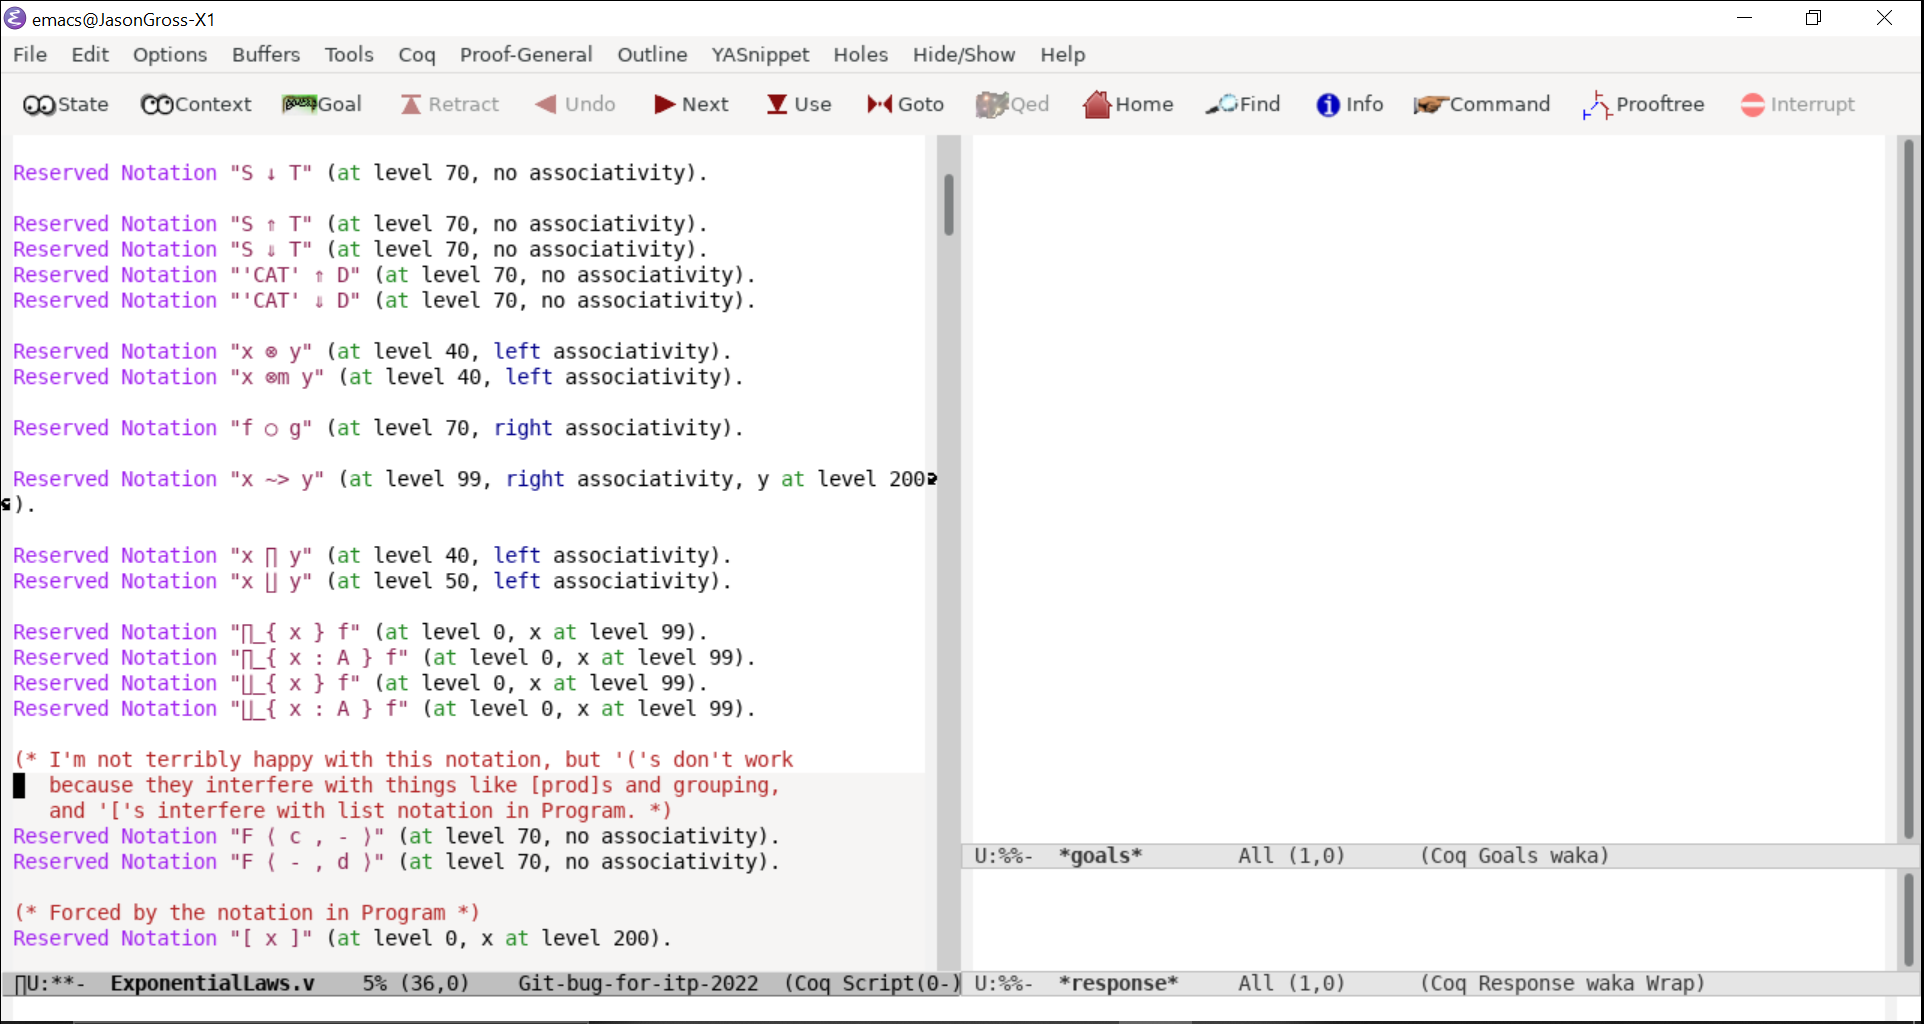 emacs@JasonGross-X1
File Edit Options Buffers Tools Coq Proof-General Outline YASnippet Holes Hide/Show Help
State Context Goal Retract Undo Next Use Goto Qed Home Find Info Command Prooftree Interrupt
Reserved Notation "S ↓ T" (at level 70, no associativity).
Reserved Notation "S ⇑ T" (at level 70, no associativity).
Reserved Notation "S ⇓ T" (at level 70, no associativity).
Reserved Notation "'CAT' ⇑ D" (at level 70, no associativity).
Reserved Notation "'CAT' ⇓ D" (at level 70, no associativity).
Reserved Notation "x ⊗ y" (at level 40, left associativity).
Reserved Notation "x ⊗m y" (at level 40, left associativity).
Reserved Notation "f ○ g" (at level 70, right associativity).
Reserved Notation "x ~> y" (at level 99, right associativity, y at level 200
).
Reserved Notation "x ∏ y" (at level 40, left associativity).
Reserved Notation "x ∐ y" (at level 50, left associativity).
Reserved Notation "∏_{ x } f" (at level 0, x at level 99).
Reserved Notation "∏_{ x : A } f" (at level 0, x at level 99).
Reserved Notation "∐_{ x } f" (at level 0, x at level 99).
Reserved Notation "∐_{ x : A } f" (at level 0, x at level 99).
(* I'm not terribly happy with this notation, but '('s don't work
because they interfere with things like [prod]s and grouping,
and '['s interfere with list notation in Program. *)
Reserved Notation "F ⟨ c , - ⟩" (at level 70, no associativity).
Reserved Notation "F ⟨ - , d ⟩" (at level 70, no associativity).
(* Forced by the notation in Program *)
Reserved Notation "[ x ]" (at level 0, x at level 200).
∏U:**- ExponentialLaws.v 5% (36,0) Git-bug-for-itp-2022 (Coq Script(0-)
U:%%- *goals* All (1,0) (Coq Goals waka)
U:%%- *response* All (1,0) (Coq Response waka Wrap)